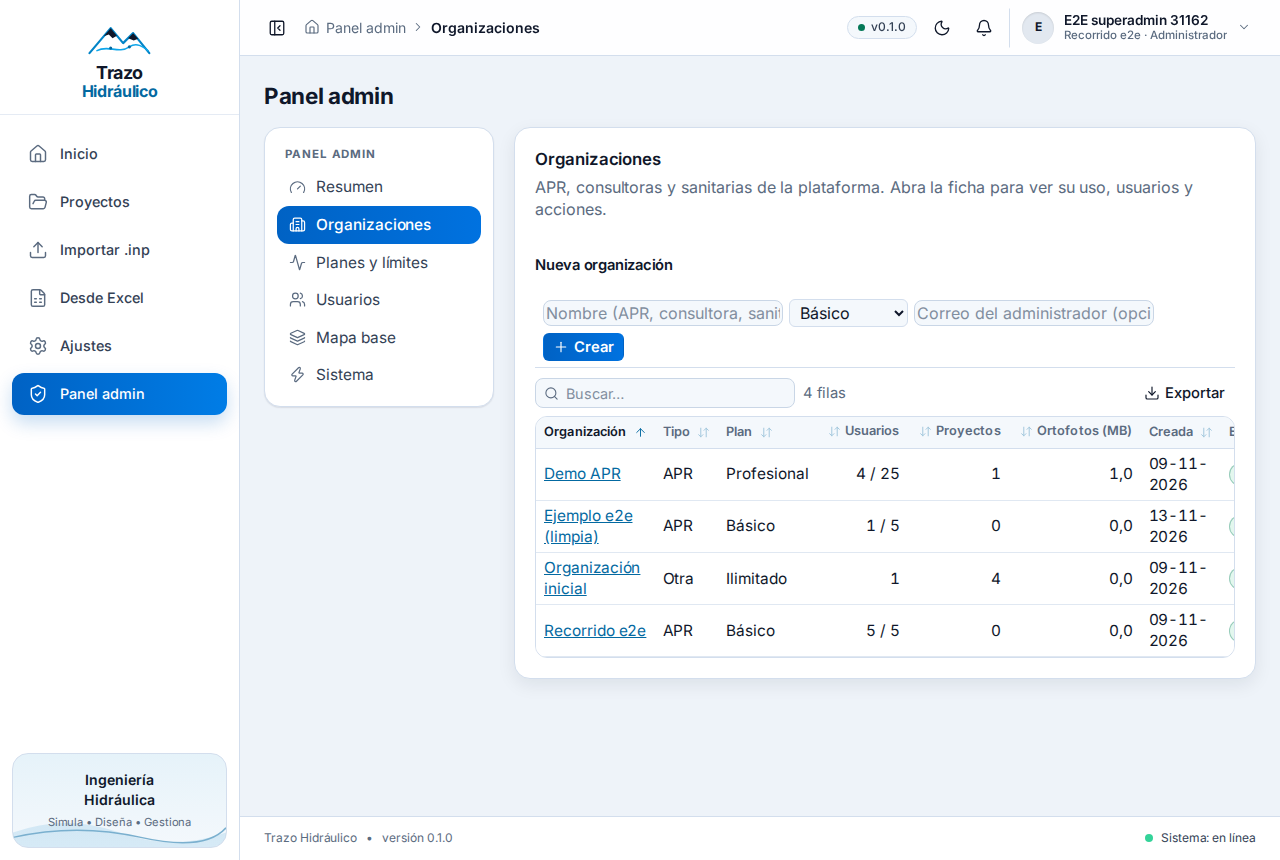 Trazo
Hidráulico
Inicio
Proyectos
Importar .inp
Desde Excel
Ajustes
Panel admin
Ingeniería
Hidráulica
Simula • Diseña • Gestiona
Panel admin > Organizaciones
v0.1.0
E
E2E superadmin 31162
Recorrido e2e · Administrador
Panel admin
PANEL ADMIN
Resumen
Organizaciones
Planes y límites
Usuarios
Mapa base
Sistema
Organizaciones
APR, consultoras y sanitarias de la plataforma. Abra la ficha para ver su uso, usuarios y
acciones.
Nueva organización
Nombre (APR, consultora, sanit Básico Correo del administrador (opci
+ Crear
Buscar... 4 filas Exportar
Organización Tipo Plan Usuarios Proyectos Ortofotos (MB) Creada
Demo APR APR Profesional 4 / 25 1 1,0 09-11-
2026
Ejemplo e2e
(limpia) APR Básico 1 / 5 0 0,0 13-11-
2026
Organización
inicial Otra Ilimitado 1 4 0,0 09-11-
2026
Recorrido e2e APR Básico 5 / 5 0 0,0 09-11-
2026
Trazo Hidráulico • versión 0.1.0
Sistema: en línea